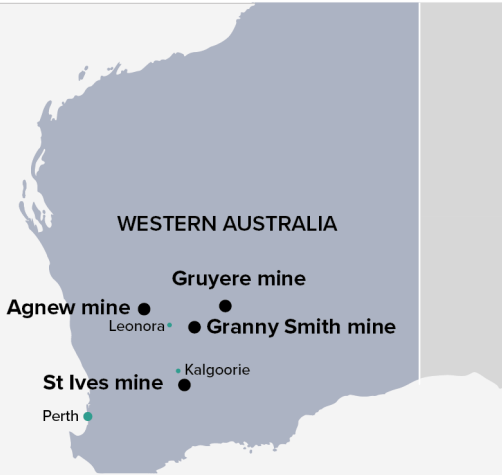 WESTERN AUSTRALIA
Gruyere mine
Agnew mine
Leonora
Granny Smith mine
Kalgoorie
St Ives mine
Perth